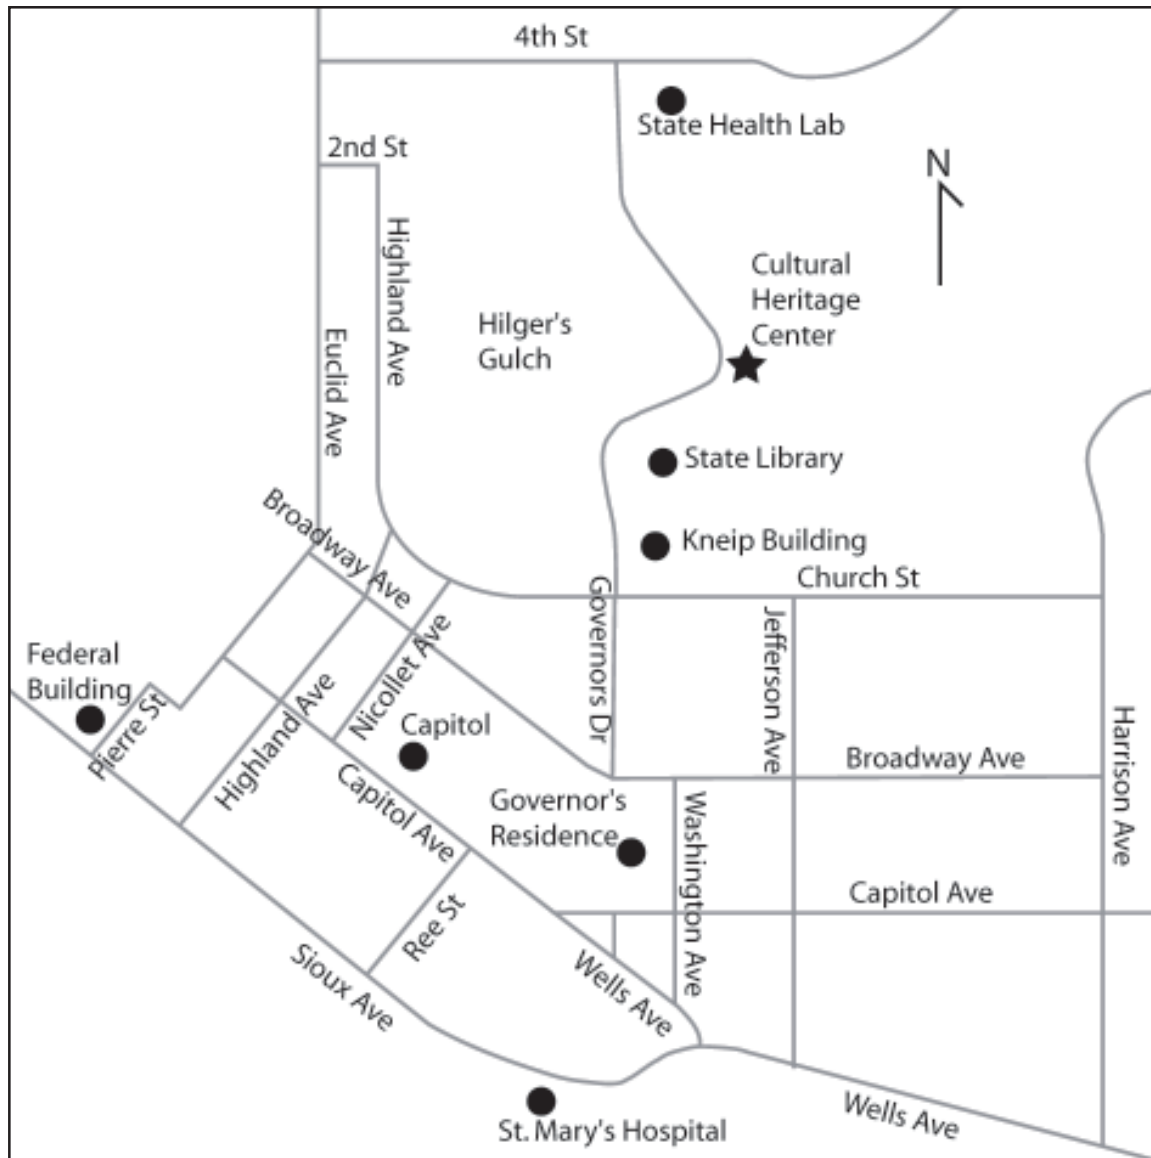 4th St
State Health Lab
2nd St
N
Highland Ave
Cultural
Heritage
Center
Hilger's
Gulch
Euclid Ave
State Library
Broadway Ave
Kneip Building
Church St
Governors Dr
Jefferson Ave
Nicollet Ave
Federal
Building
Pierre St
Highland Ave
Capitol
Harrison Ave
Broadway Ave
Capitol Ave
Governor's
Residence
Washington Ave
Capitol Ave
Ree St
Sioux Ave
Wells Ave
St. Mary's Hospital
Wells Ave